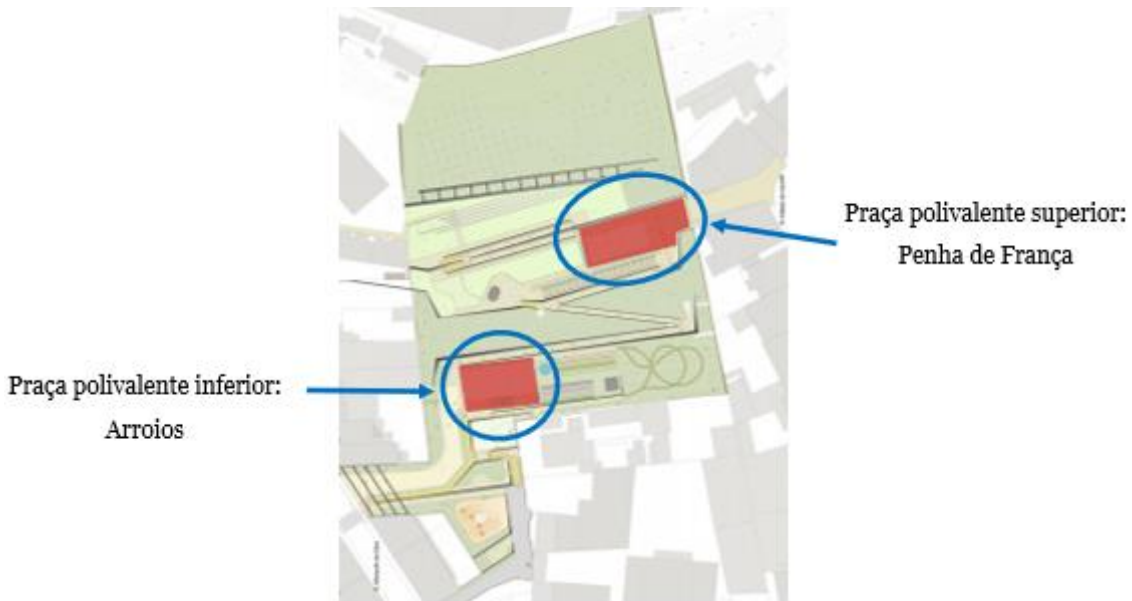 Praça polivalente superior:
Penha de França
Praça polivalente inferior:
Arroios